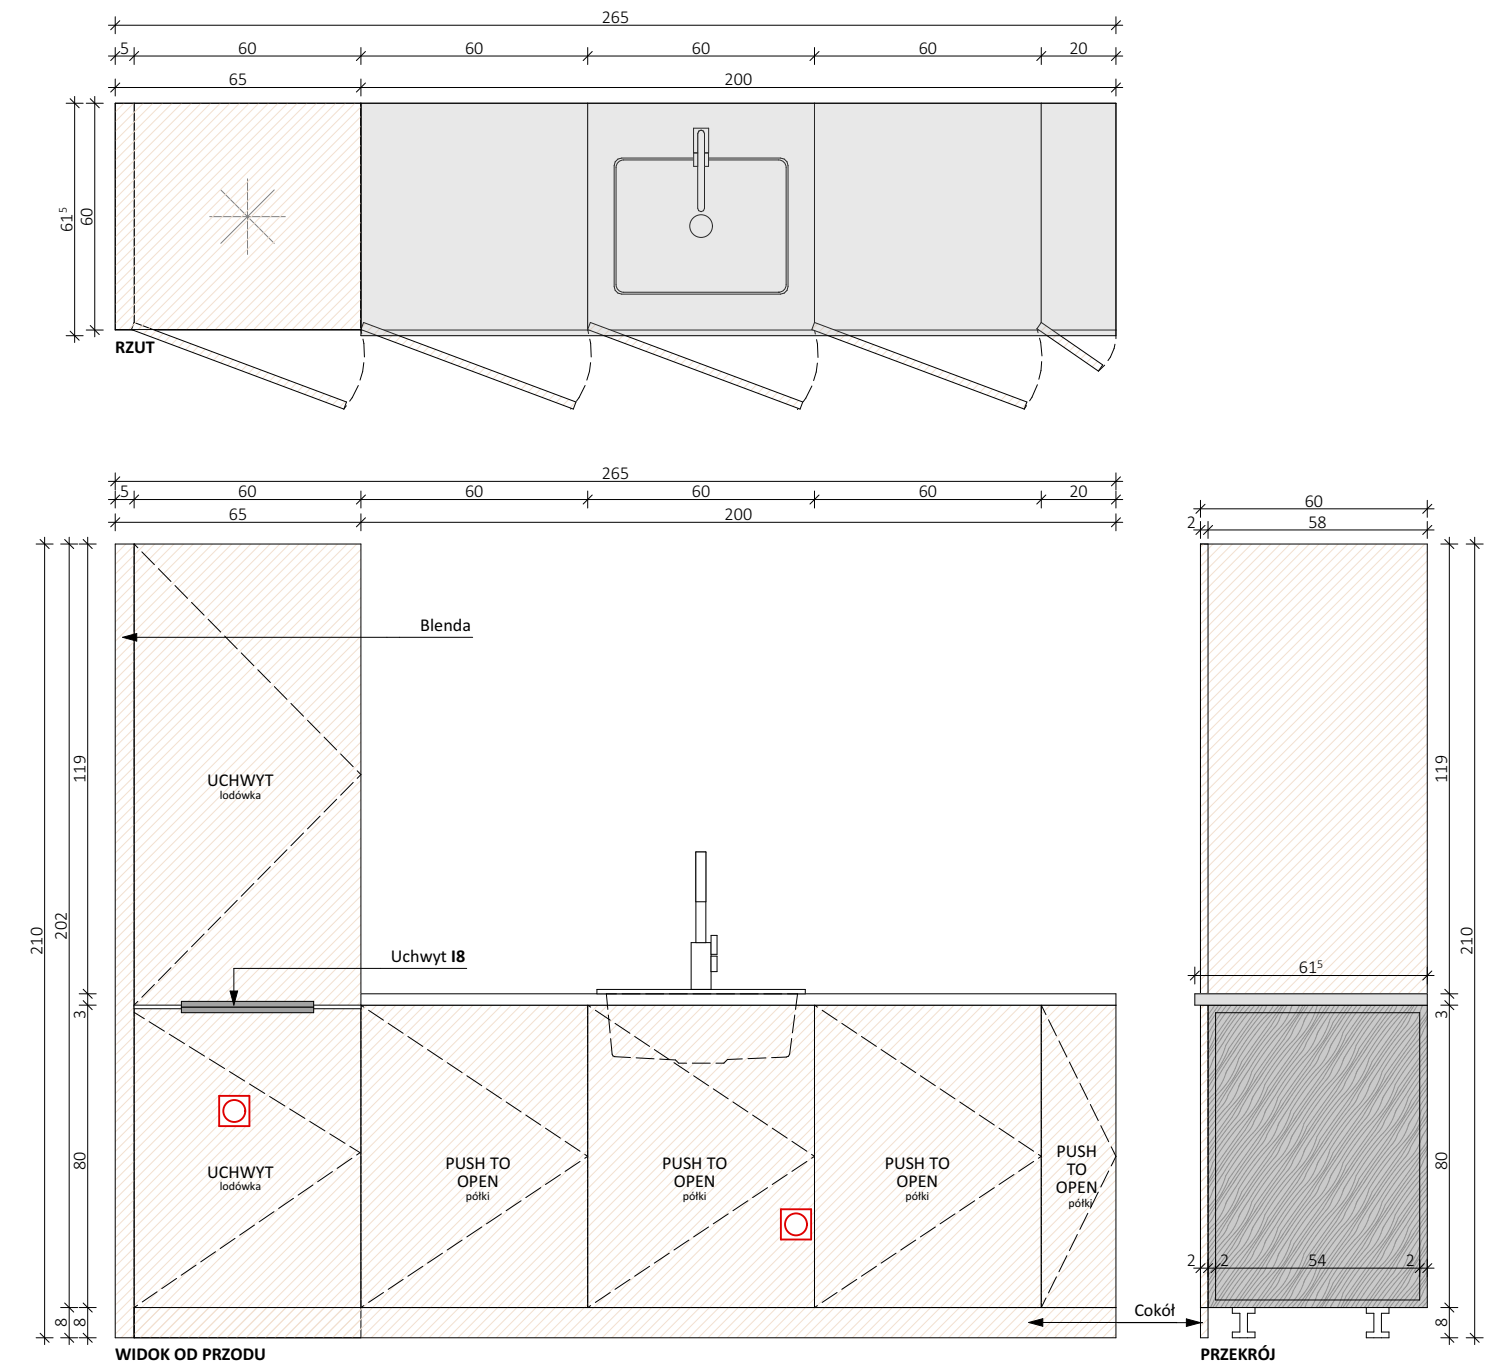 265
5 60 60 60 60 20
65 200
61⁵
60
RZUT
265
5 60 60 60 60 20
65 200
60
2 58
Blenda
119
119
UCHWYT
lodówka
202
210
210
Uchwyt I8
61⁵
3
3
80
80
UCHWYT
lodówka
PUSH TO
OPEN
półki
PUSH TO
OPEN
półki
PUSH TO
OPEN
półki
PUSH
TO
OPEN
półki
2 2 54 2
Cokół
8
8
8
WIDOK OD PRZODU
PRZEKRÓJ